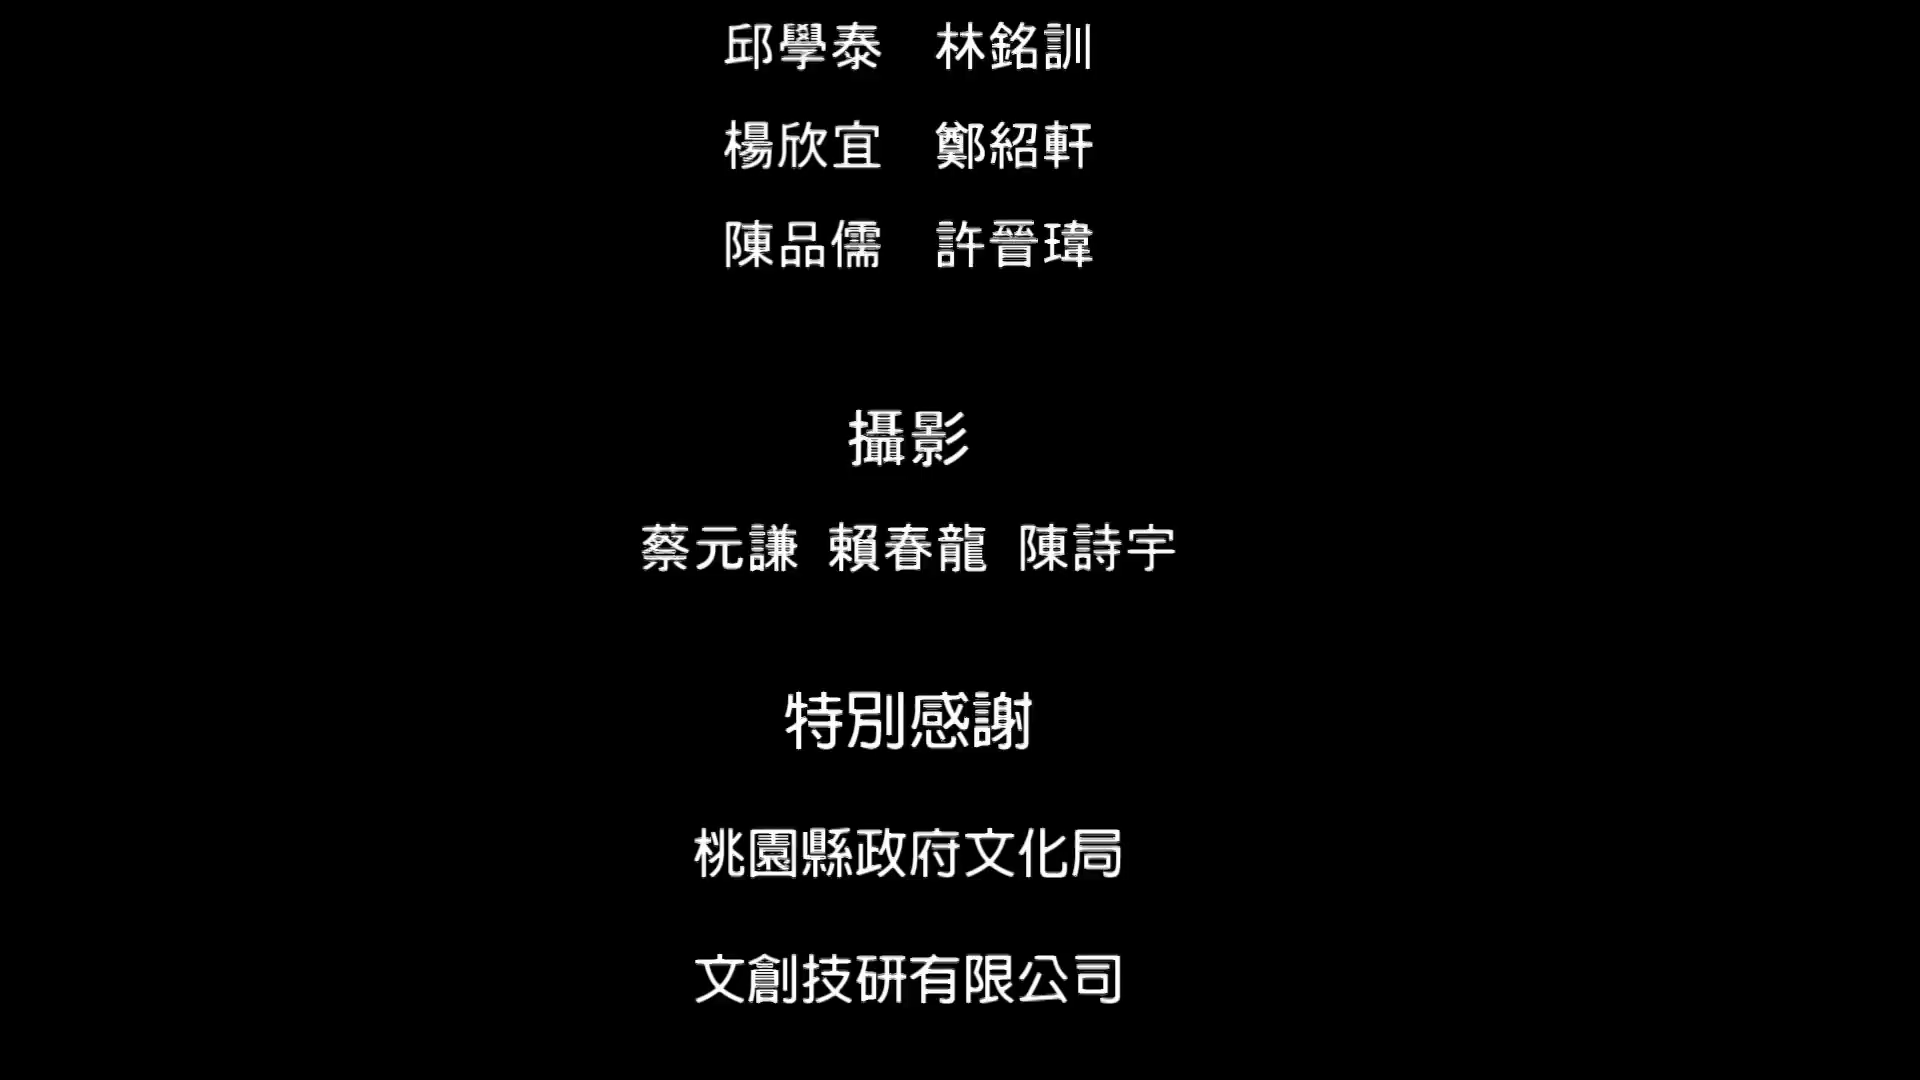 邱學泰　林銘訓
楊欣宜　鄭紹軒
陳品儒　許晉瑋
攝影
蔡元謙 賴春龍 陳詩宇
特別感謝
桃園縣政府文化局
文創技研有限公司